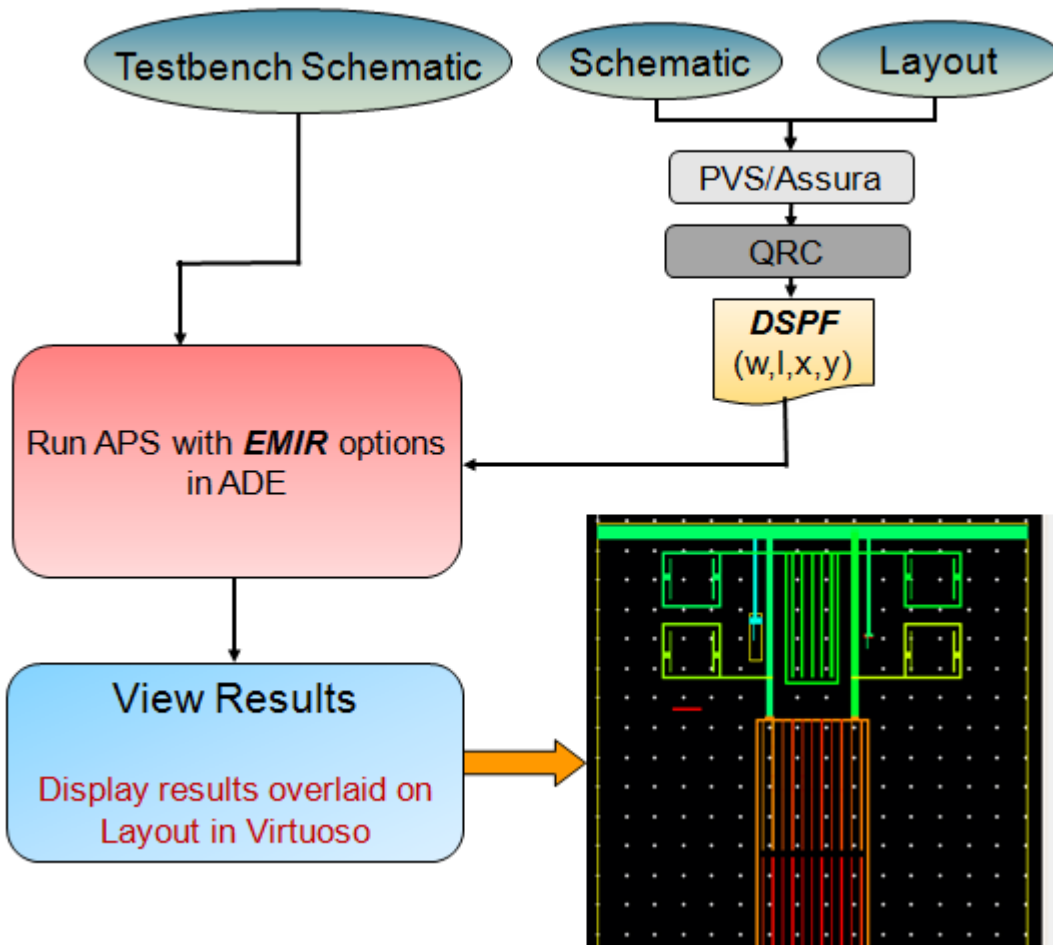 Testbench Schematic
Schematic
Layout
PVS/Assura
QRC
DSPF
(w,l,x,y)
Run APS with EMIR options
in ADE
View Results
Display results overlaid on
Layout in Virtuoso